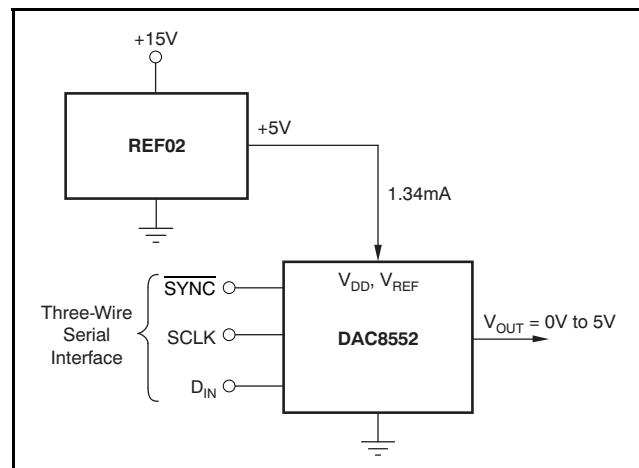 +15V
REF02
+5V
1.34mA
Three-Wire
Serial
Interface
SYNC
SCLK
DIN
VDD, VREF
DAC8552
VOUT = 0V to 5V